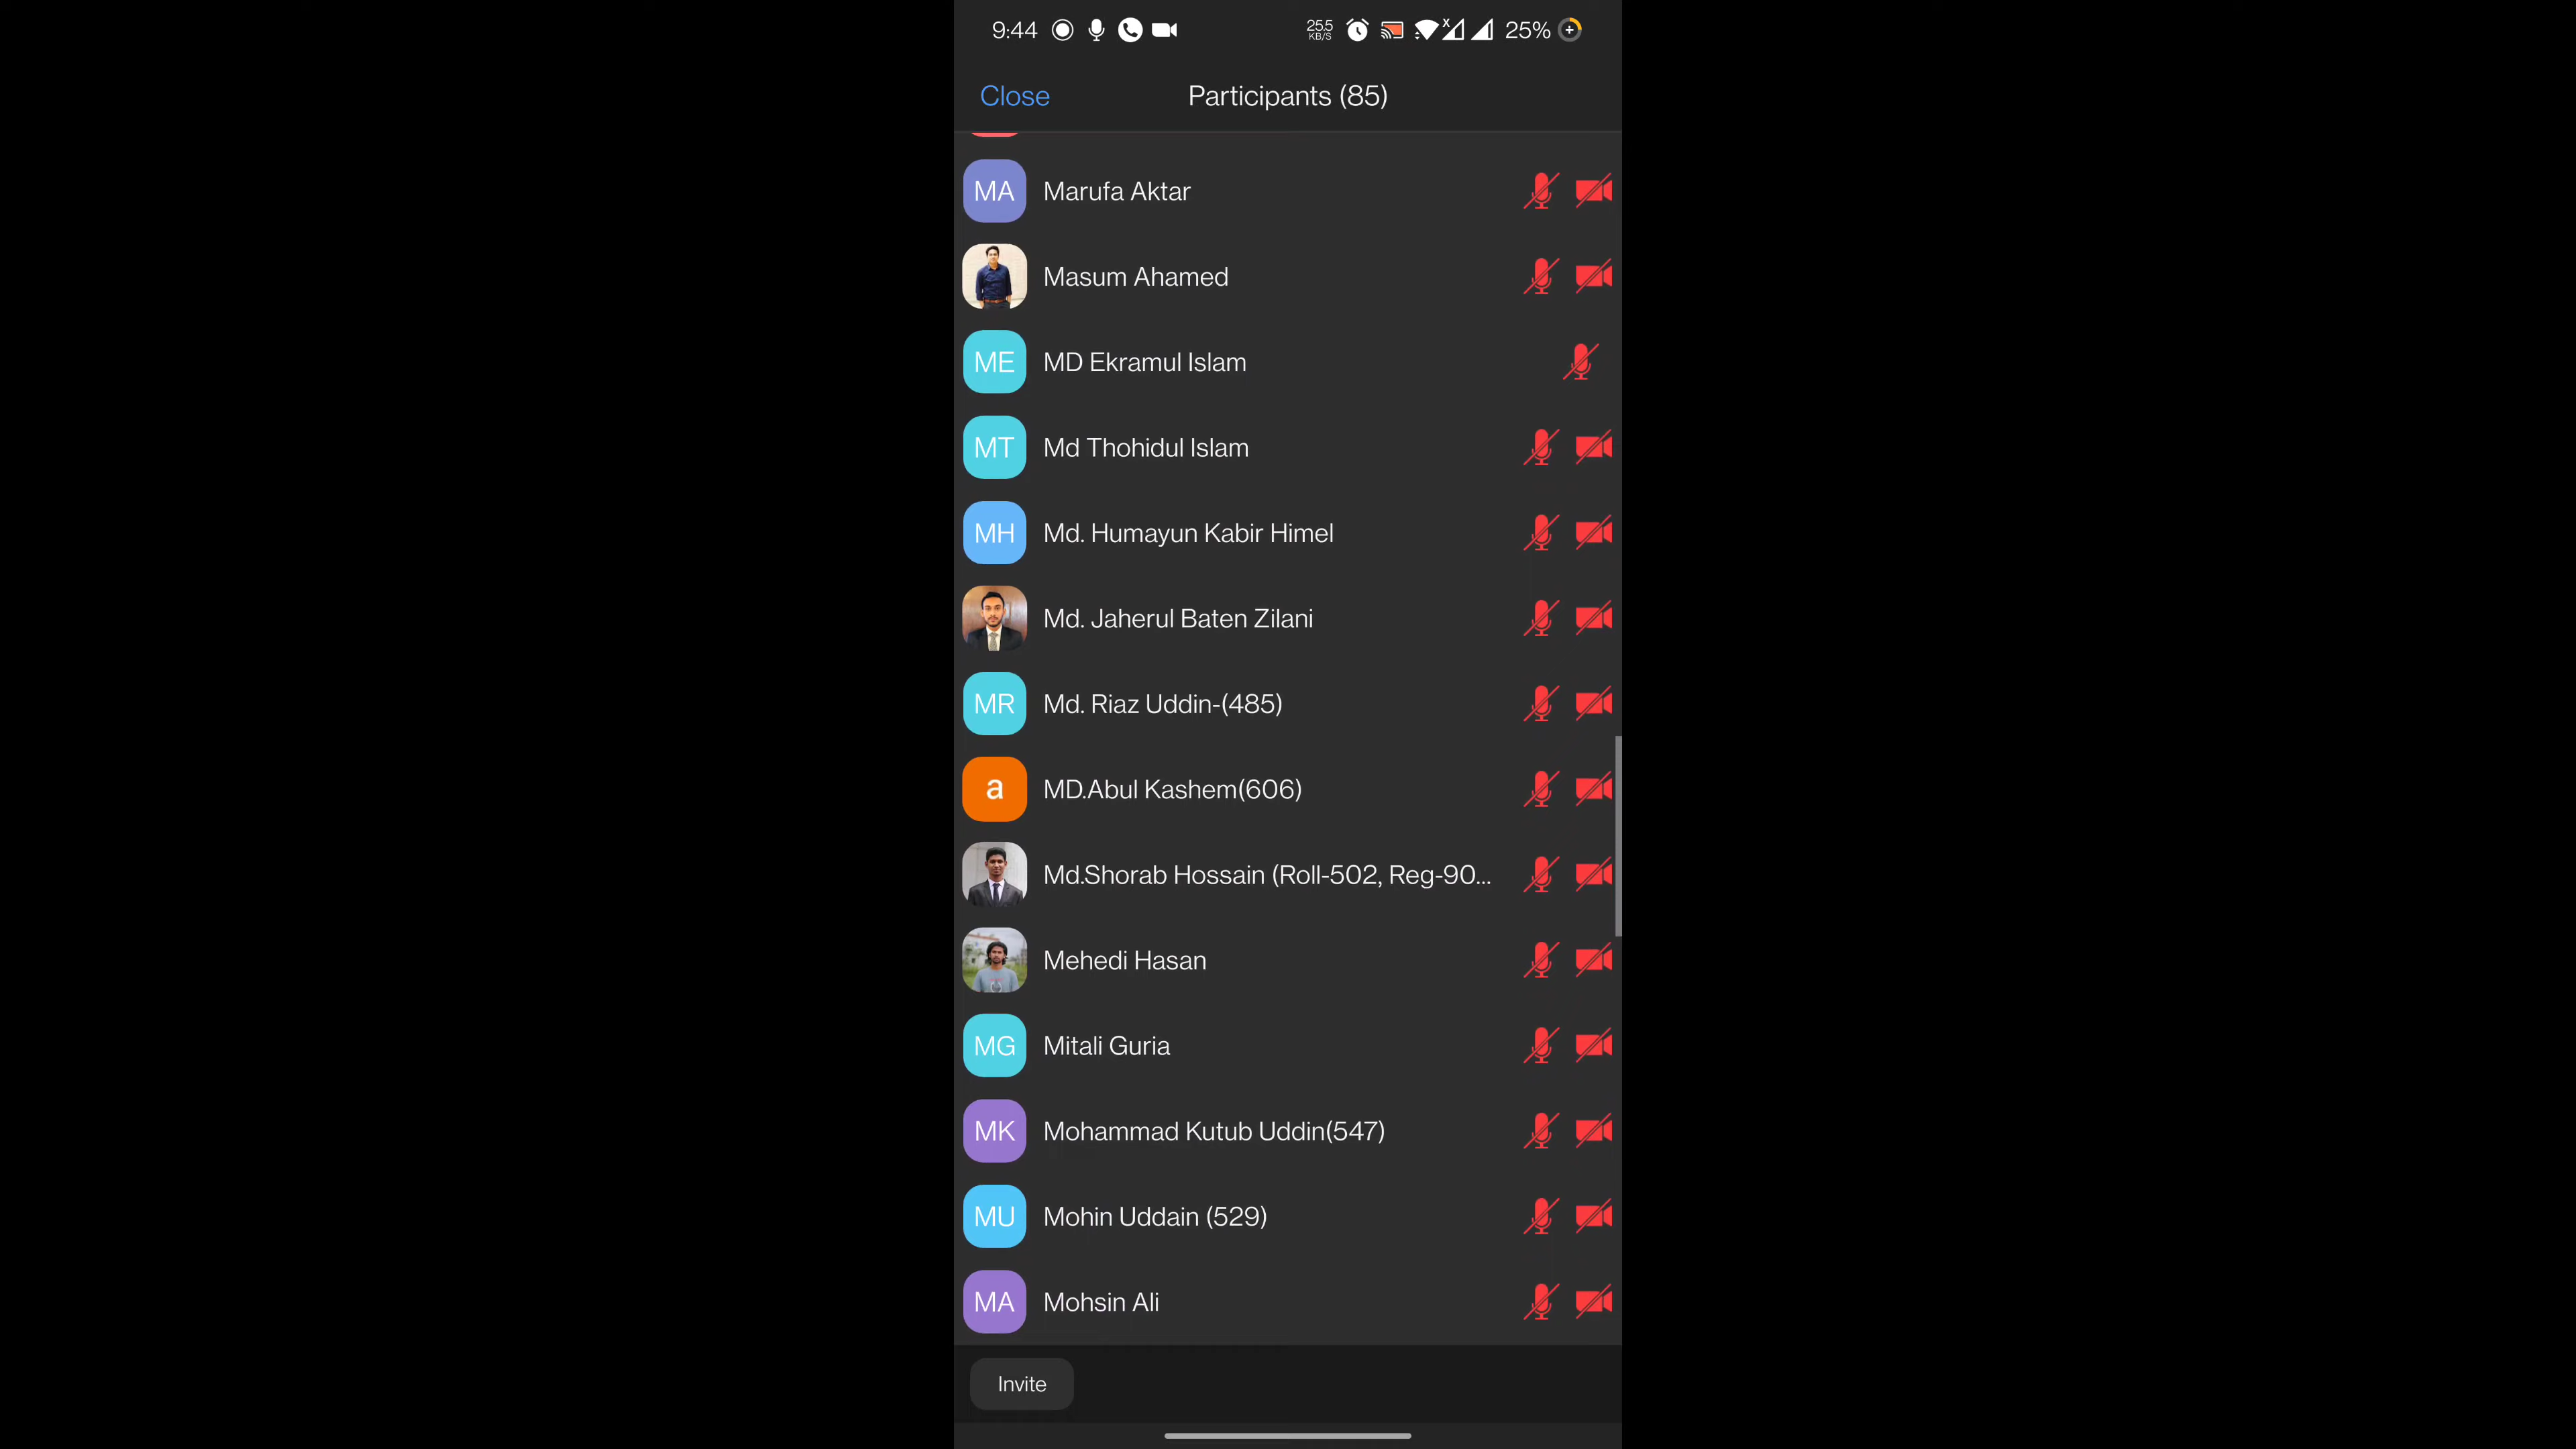 9:44 25.5 KB/S 25%
Close Participants (85)
MA Marufa Aktar
Masum Ahamed
ME MD Ekramul Islam
MT Md Thohidul Islam
MH Md. Humayun Kabir Himel
Md. Jaherul Baten Zilani
MR Md. Riaz Uddin-(485)
a MD.Abul Kashem(606)
Md.Shorab Hossain (Roll-502, Reg-90...
Mehedi Hasan
MG Mitali Guria
MK Mohammad Kutub Uddin(547)
MU Mohin Uddain (529)
MA Mohsin Ali
Invite